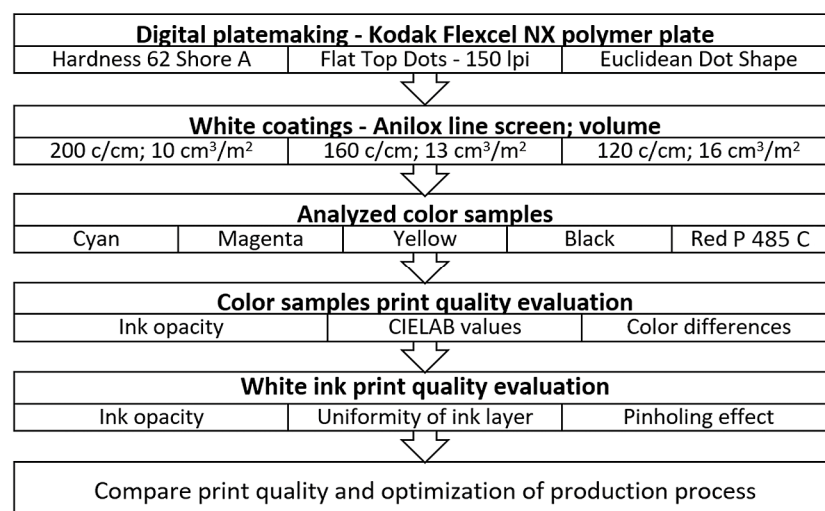 Digital platemaking - Kodak Flexcel NX polymer plate
Hardness 62 Shore A Flat Top Dots - 150 lpi Euclidean Dot Shape
White coatings - Anilox line screen; volume
200 c/cm; 10 cm³/m² 160 c/cm; 13 cm³/m² 120 c/cm; 16 cm³/m²
Analyzed color samples
Cyan Magenta Yellow Black Red P 485 C
Color samples print quality evaluation
Ink opacity CIELAB values Color differences
White ink print quality evaluation
Ink opacity Uniformity of ink layer Pinholing effect
Compare print quality and optimization of production process